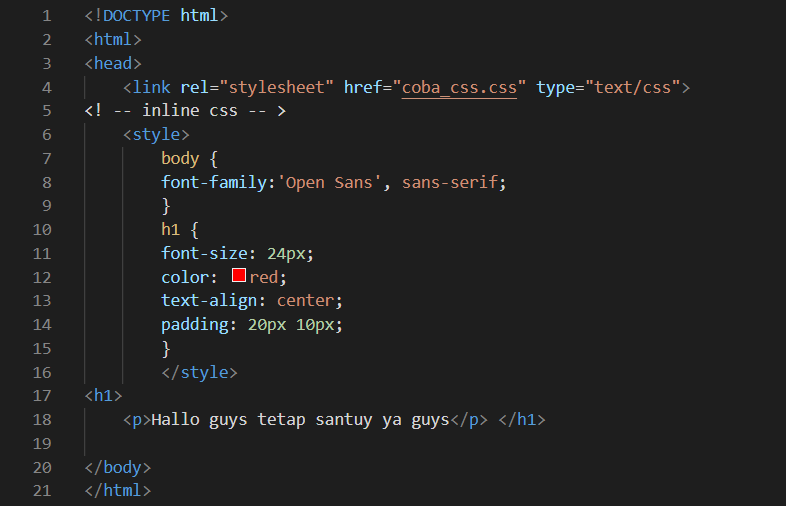 1 <!DOCTYPE html>
2 <html>
3 <head>
4 <link rel="stylesheet" href="coba_css.css" type="text/css">
5 <! -- inline css -- >
6 <style>
7 body {
8 font-family:'Open Sans', sans-serif;
9 }
10 h1 {
11 font-size: 24px;
12 color: red;
13 text-align: center;
14 padding: 20px 10px;
15 }
16 </style>
17 <h1>
18 <p>Hallo guys tetap santuy ya guys</p> </h1>
19
20 </body>
21 </html>